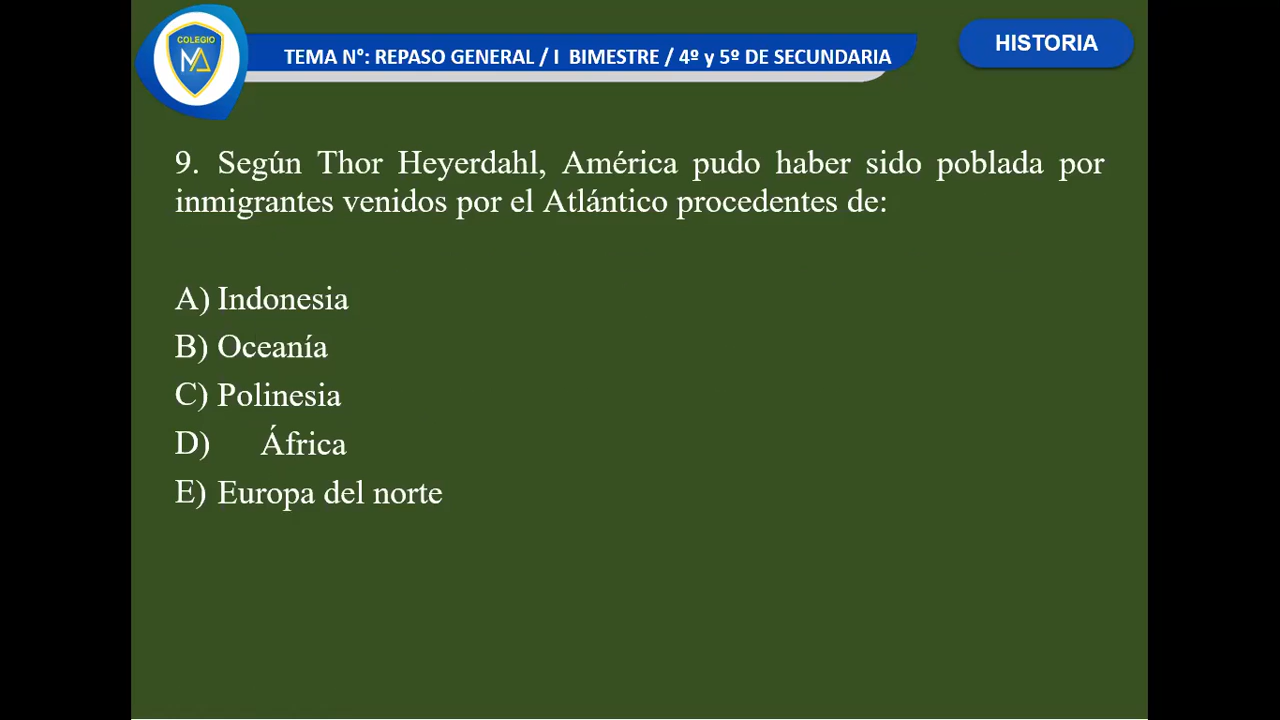 COLEGIO
MA
TEMA N°: REPASO GENERAL / I BIMESTRE / 4º y 5º DE SECUNDARIA
HISTORIA
9. Según Thor Heyerdahl, América pudo haber sido poblada por
inmigrantes venidos por el Atlántico procedentes de:
A) Indonesia
B) Oceanía
C) Polinesia
D) África
E) Europa del norte